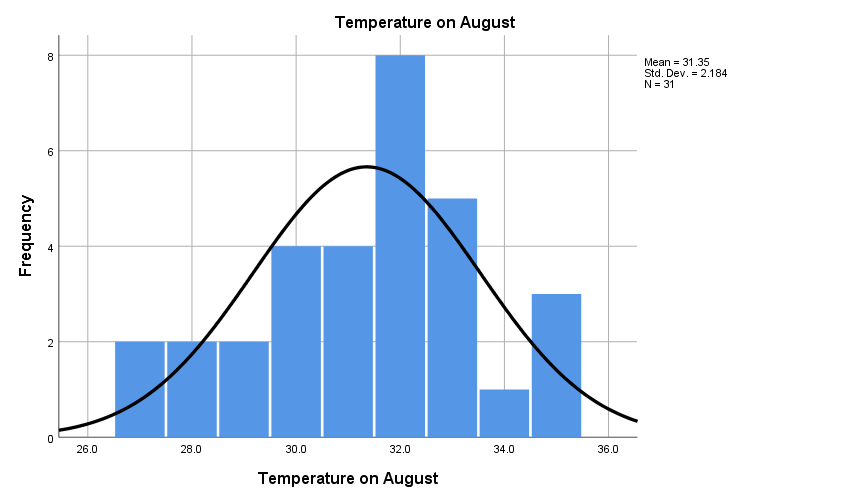 Temperature on August
Mean = 31.35
Std. Dev. = 2.184
N = 31
Frequency
8
6
4
2
0
26.0 28.0 30.0 32.0 34.0 36.0
Temperature on August